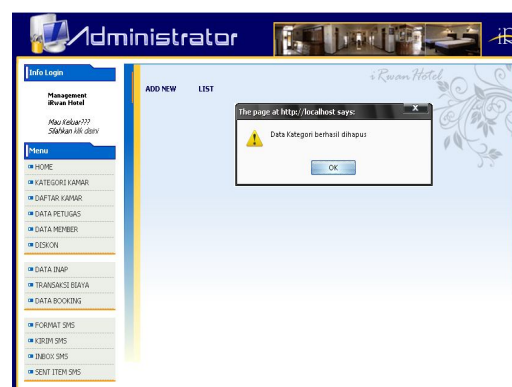 Administrator
iR
Info Login
Management
iRwan Hotel
Mau Keluar???
Silahkan klik disini
Menu
HOME
KATEGORI KAMAR
DAFTAR KAMAR
DATA PETUGAS
DATA MEMBER
DISKON
DATA INAP
TRANSAKSI BIAYA
DATA BOOKING
FORMAT SMS
KIRIM SMS
INBOX SMS
SENT ITEM SMS
iRwan Hotel
ADD NEW LIST
The page at http://localhost says:
X
Data Kategori berhasil dihapus
OK